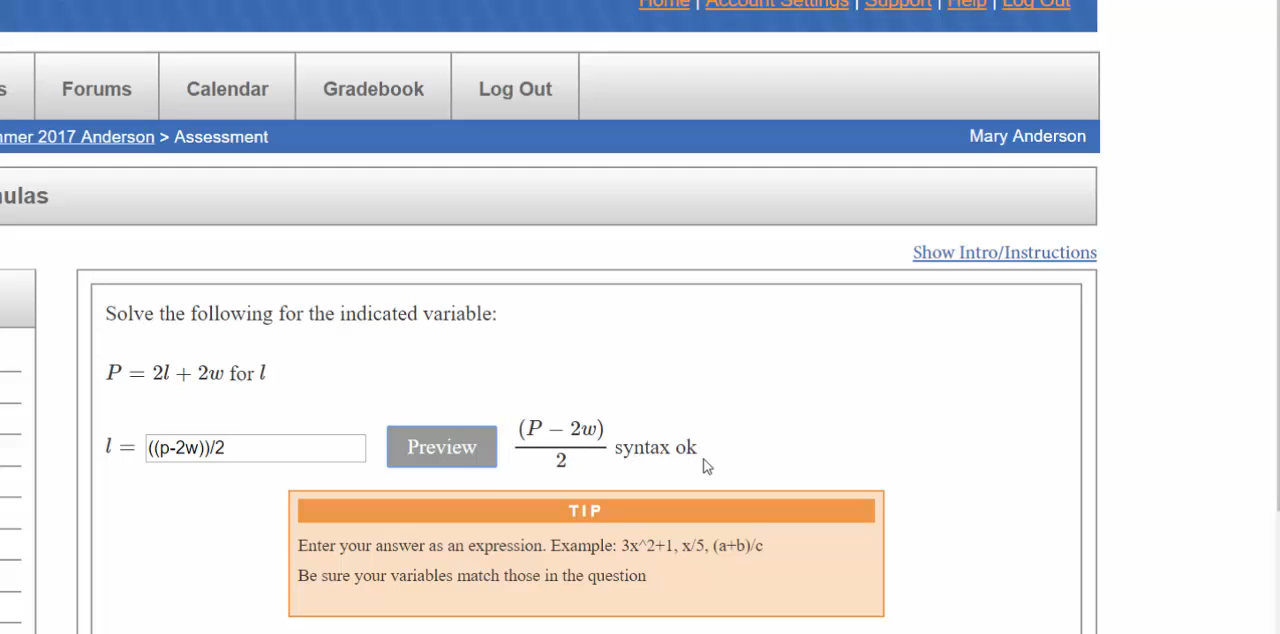 Home | Account Settings | Support | Help | Log Out
s Forums Calendar Gradebook Log Out
mmer 2017 Anderson > Assessment Mary Anderson
ulas
Show Intro/Instructions
Solve the following for the indicated variable:
P = 2l + 2w for l
l = ((p-2w))/2 Preview (P − 2w)/2 syntax ok
TIP
Enter your answer as an expression. Example: 3x^2+1, x/5, (a+b)/c
Be sure your variables match those in the question